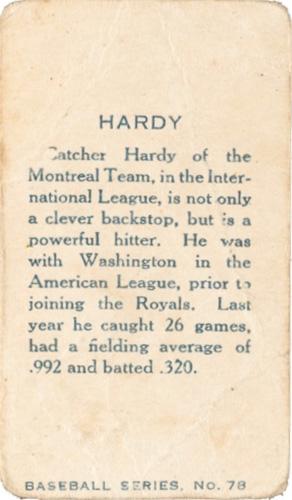 HARDY
Catcher Hardy of the
Montreal Team, in the Inter-
national League, is not only
a clever backstop, but is a
powerful hitter. He was
with Washington in the
American League, prior to
joining the Royals. Last
year he caught 26 games,
had a fielding average of
.992 and batted .320.
BASEBALL SERIES, No. 78